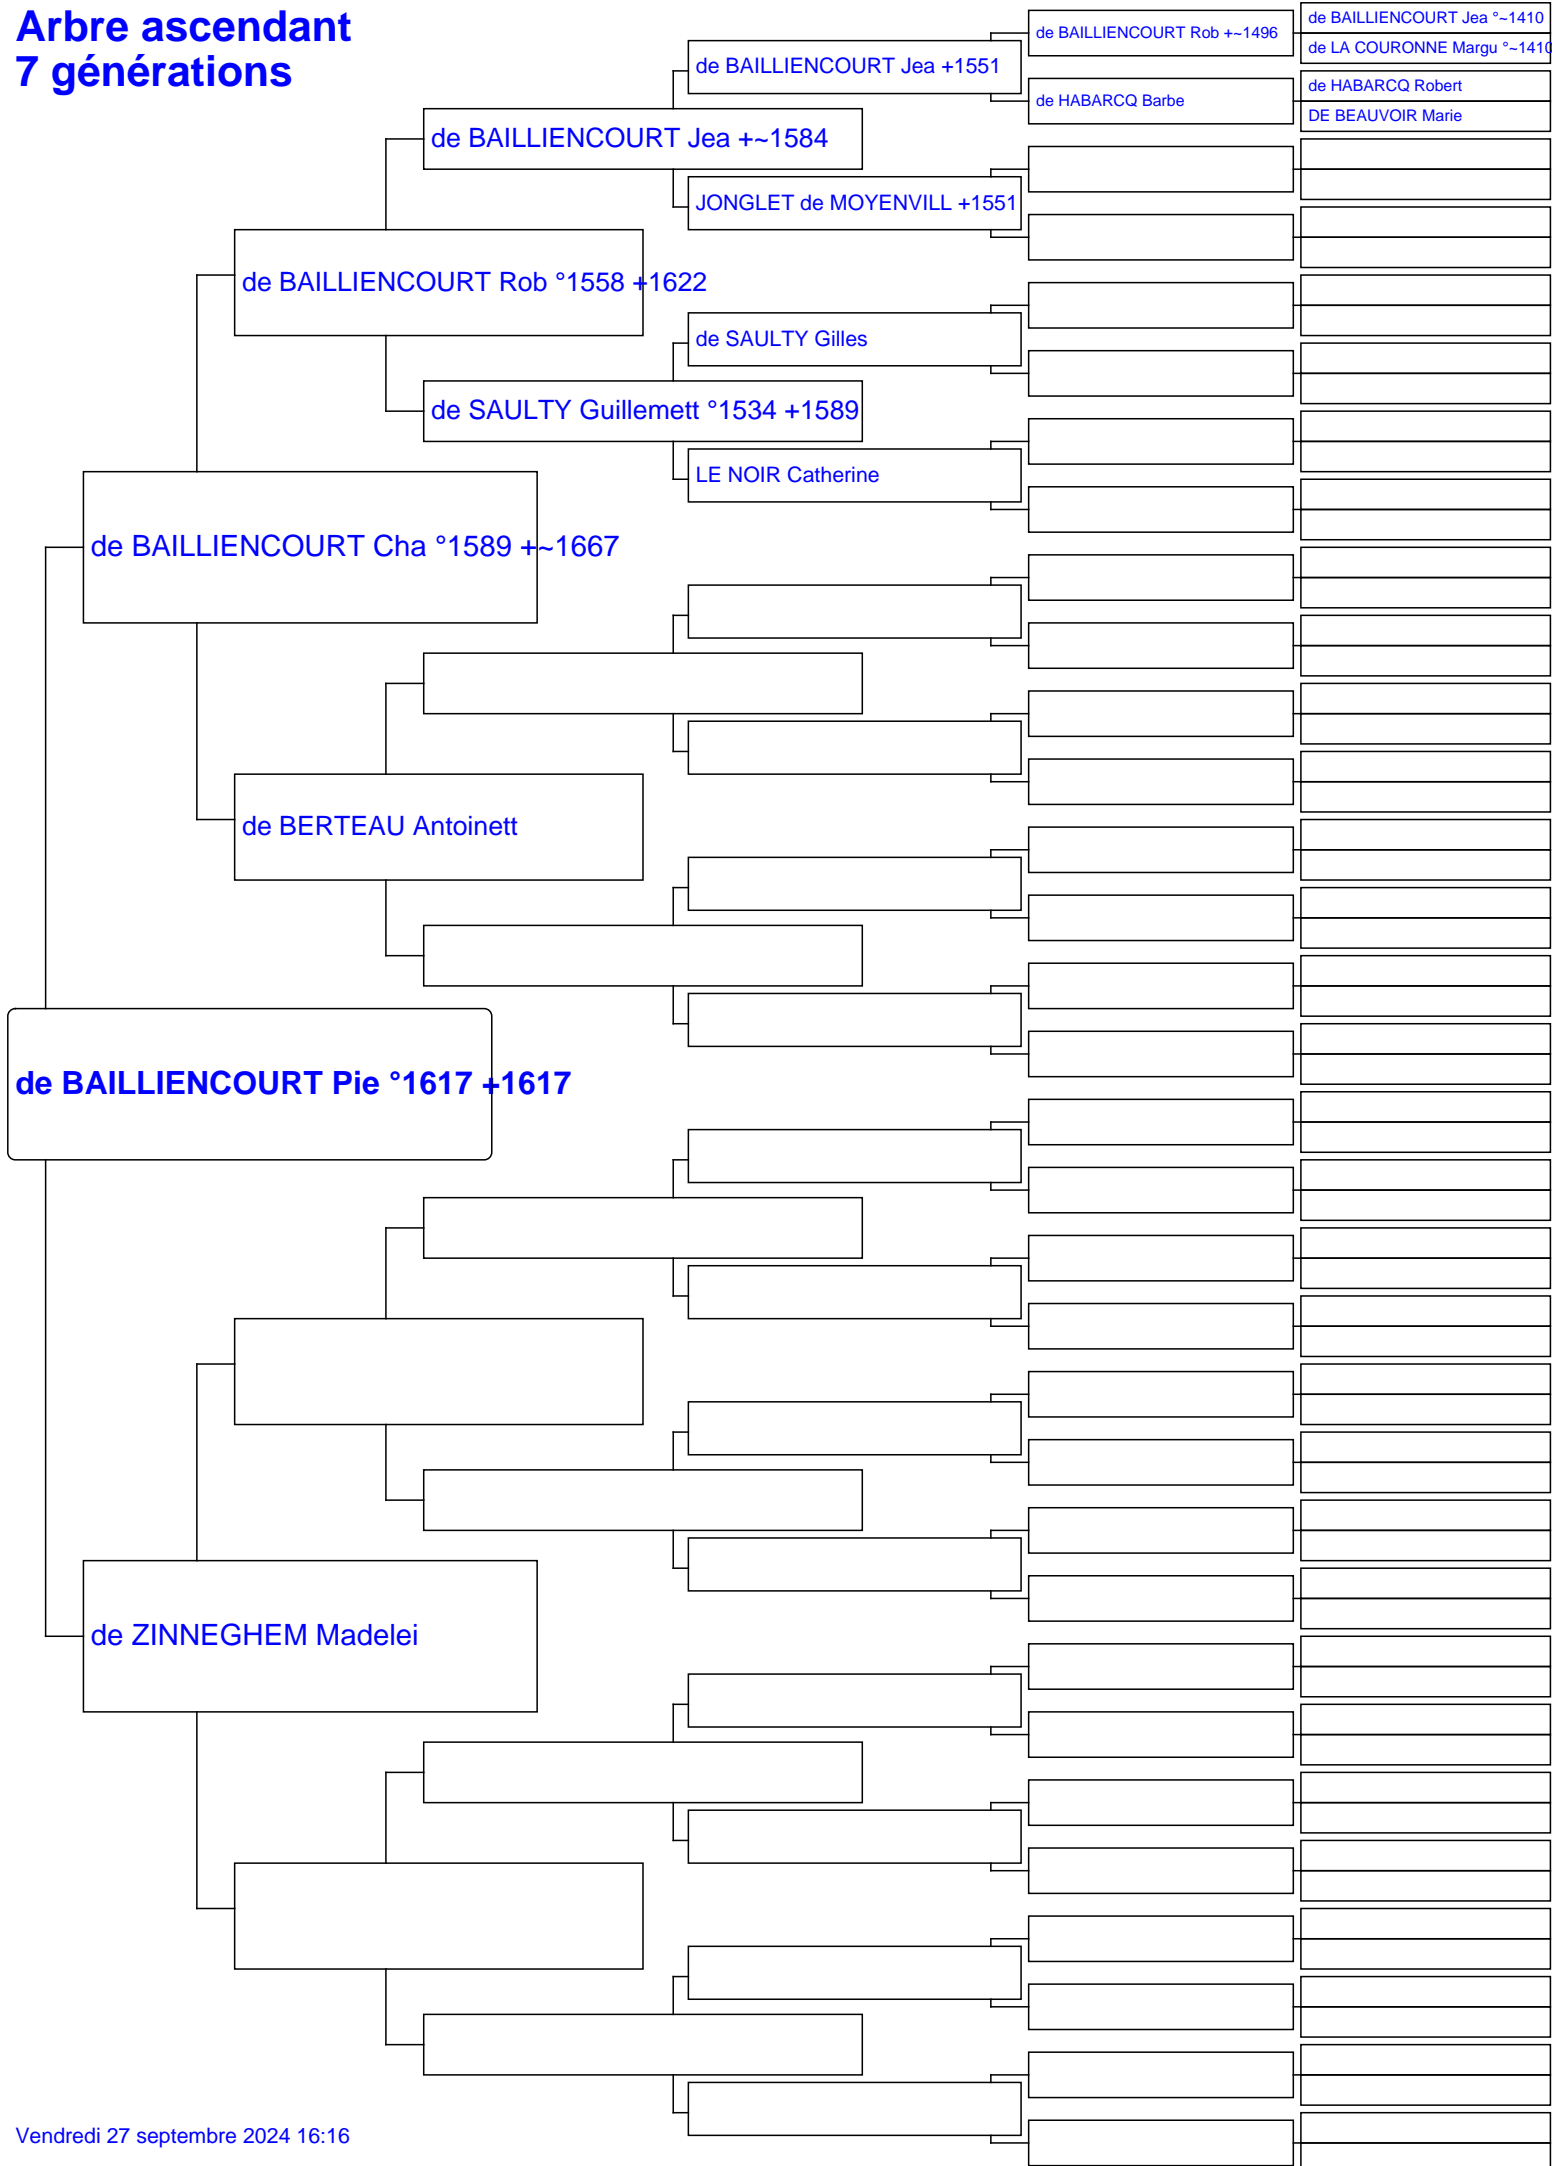 Arbre ascendant
7 générations
de BAILLIENCOURT Jea °~1410
de BAILLIENCOURT Rob +~1496
de LA COURONNE Margu °~1410
de BAILLIENCOURT Jea +1551
de HABARCQ Robert
de HABARCQ Barbe
DE BEAUVOIR Marie
de BAILLIENCOURT Jea +~1584
JONGLET de MOYENVILL +1551
de BAILLIENCOURT Rob °1558 +1622
de SAULTY Gilles
de SAULTY Guillemett °1534 +1589
LE NOIR Catherine
de BAILLIENCOURT Cha °1589 +~1667
de BERTEAU Antoinett
de BAILLIENCOURT Pie °1617 +1617
de ZINNEGHEM Madelei
Vendredi 27 septembre 2024 16:16